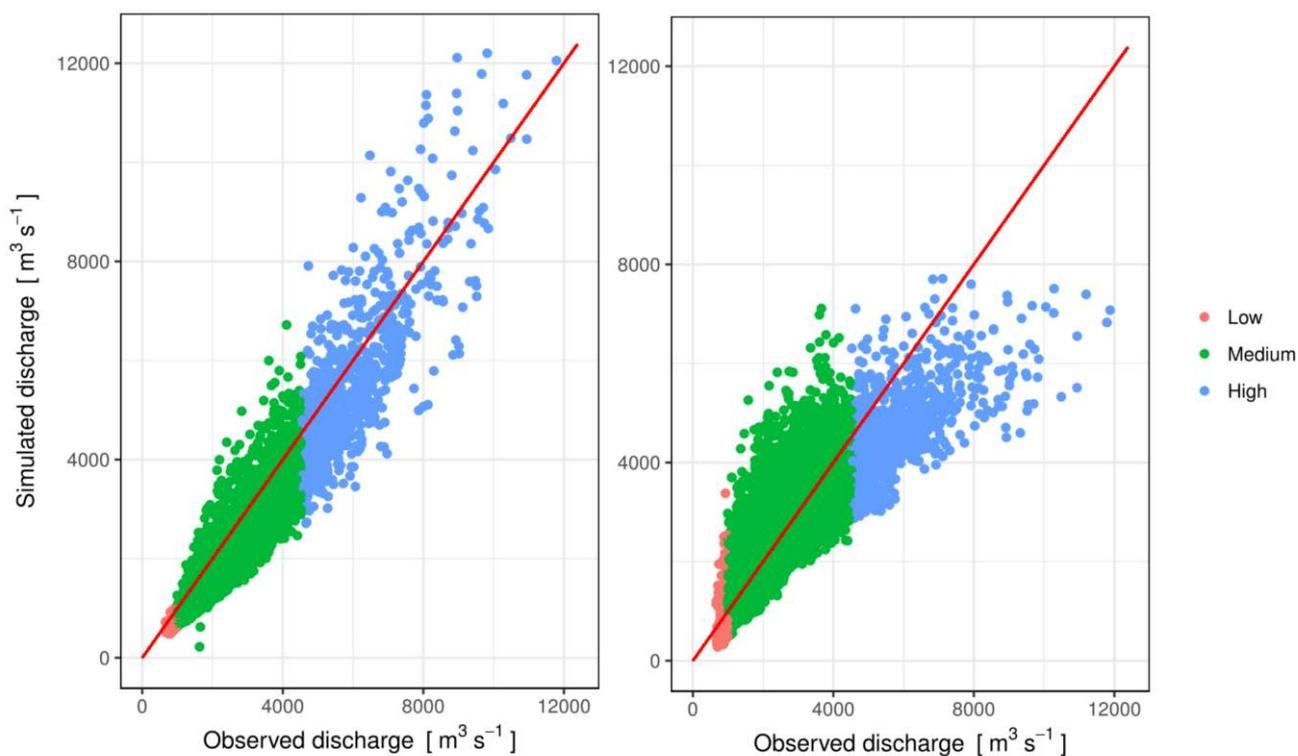 12000
8000
4000
0
Simulated discharge [ m³ s⁻¹ ]
0 4000 8000 12000
Observed discharge [ m³ s⁻¹ ]
12000
8000
4000
0
0 4000 8000 12000
Observed discharge [ m³ s⁻¹ ]
Low
Medium
High